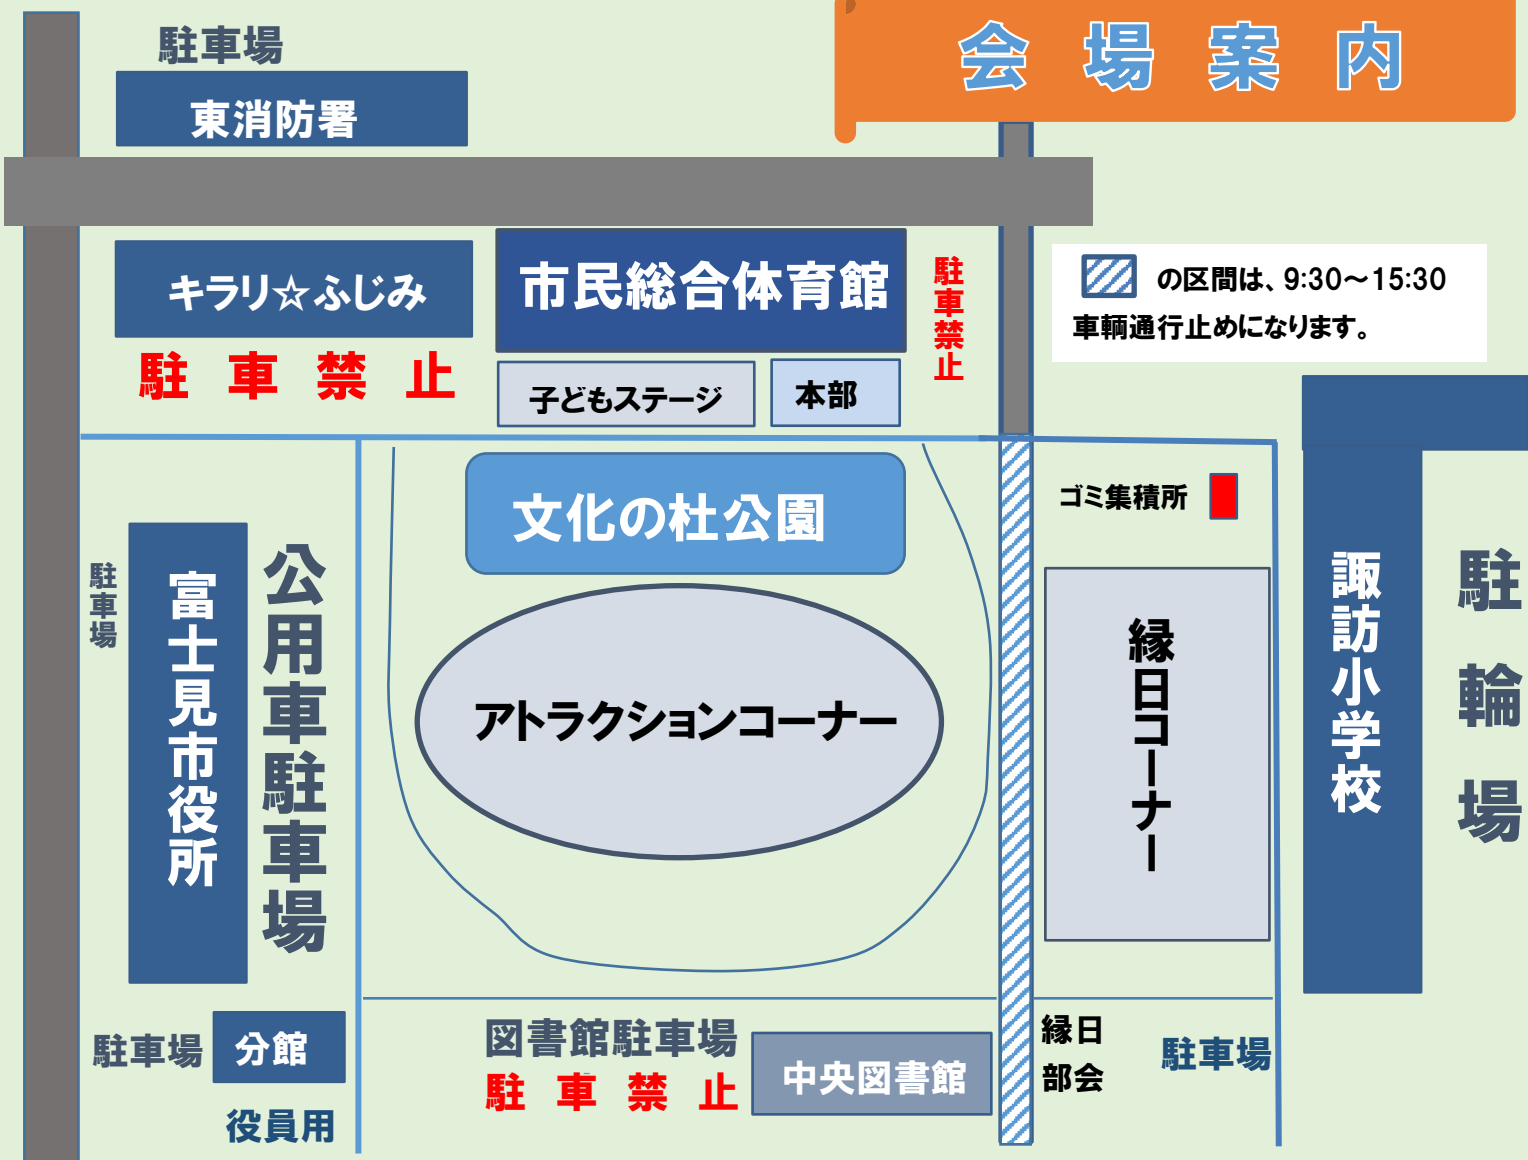 会場案内
駐車場
東消防署
キラリ☆ふじみ
駐車禁止
市民総合体育館
駐車禁止
の区間は、9:30～15:30
車輌通行止めになります。
子どもステージ
本部
文化の杜公園
ゴミ集積所
駐車場
富士見市役所
公用車駐車場
アトラクションコーナー
縁日コーナー
諏訪小学校
駐輪場
駐車場
分館
役員用
図書館駐車場
駐車禁止
中央図書館
縁日
部会
駐車場